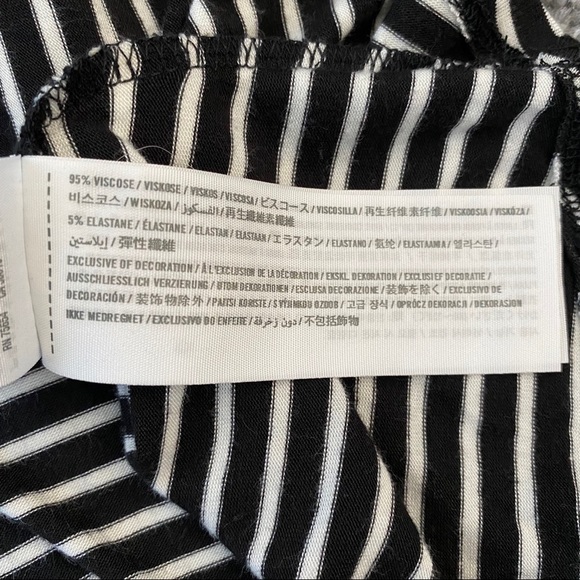 95% VISCOSE / VISKOSE / VISKOS / VISCOSA / ビスコース / VISCOSILLA / 再生纤维素纤维 / VISKOOSIA / VISKÓZA /
비스코스 / WISKOZA / الفسكوز / 再生纖維素纖維
5% ELASTANE / ÉLASTANE / ELASTAN / ELASTAAN / エラスタン / ELASTANO / 氨纶 / ELASTAANIA / 엘라스탄 /
إيلاستين / 彈性纖維
EXCLUSIVE OF DECORATION / À L'EXCLUSION DE LA DÉCORATION / EKSKL. DEKORATION / EXCLUSIEF DECORATIE /
AUSSCHLIESSLICH VERZIERUNG / UTOM DEKORATIONEN / ESCLUSA DECORAZIONE / 装飾を除く / EXCLUSIVO DE
DECORACIÓN / 装饰物除外 / PAITSI KORISTE / S VÝJIMKOU OZDOB / 고급 장식 / OPRÓCZ DEKORACJI / DEKORASJON
IKKE MEDREGNET / EXCLUSIVO DO ENFEITE / دون زخرفة / 不包括飾物